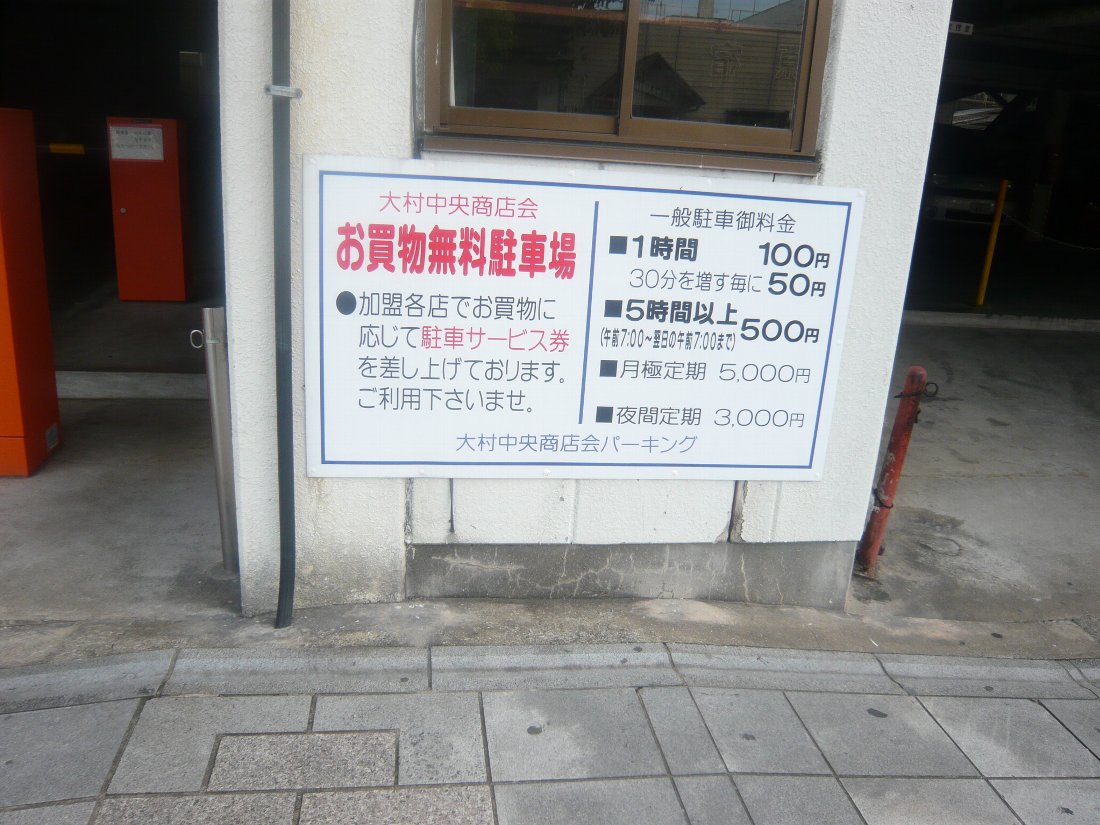 大村中央商店会
お買物無料駐車場
●加盟各店でお買物に
応じて駐車サービス券
を差し上げております。
ご利用下さいませ。
一般駐車御料金
■1時間 100円
30分を増す毎に50円
■5時間以上 500円
(午前7:00～翌日の午前7:00まで)
■月極定期 5,000円
■夜間定期 3,000円
大村中央商店会パーキング